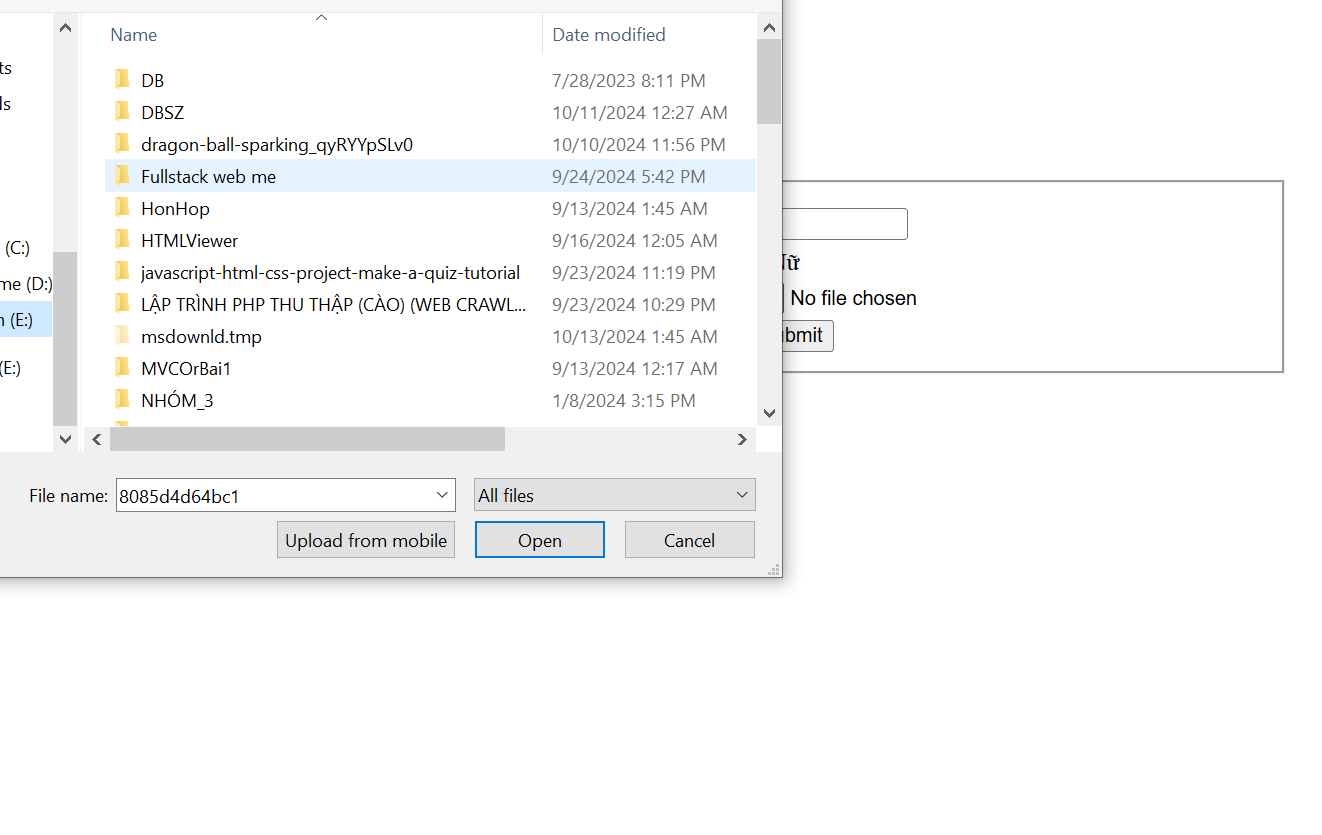 Name Date modified
ts
DB 7/28/2023 8:11 PM
ls
DBSZ 10/11/2024 12:27 AM
dragon-ball-sparking_qyRYYpSLv0 10/10/2024 11:56 PM
Fullstack web me 9/24/2024 5:42 PM
HonHop 9/13/2024 1:45 AM
(C:) HTMLViewer 9/16/2024 12:05 AM
javascript-html-css-project-make-a-quiz-tutorial 9/23/2024 11:19 PM
me (D:)
LẬP TRÌNH PHP THU THẬP (CÀO) (WEB CRAWL... 9/23/2024 10:29 PM
(E:)
msdownld.tmp 10/13/2024 1:45 AM
(E:) MVCOrBai1 9/13/2024 12:17 AM
NHÓM_3 1/8/2024 3:15 PM
File name: 8085d4d64bc1 All files
Upload from mobile Open Cancel
Nữ
No file chosen
bmit